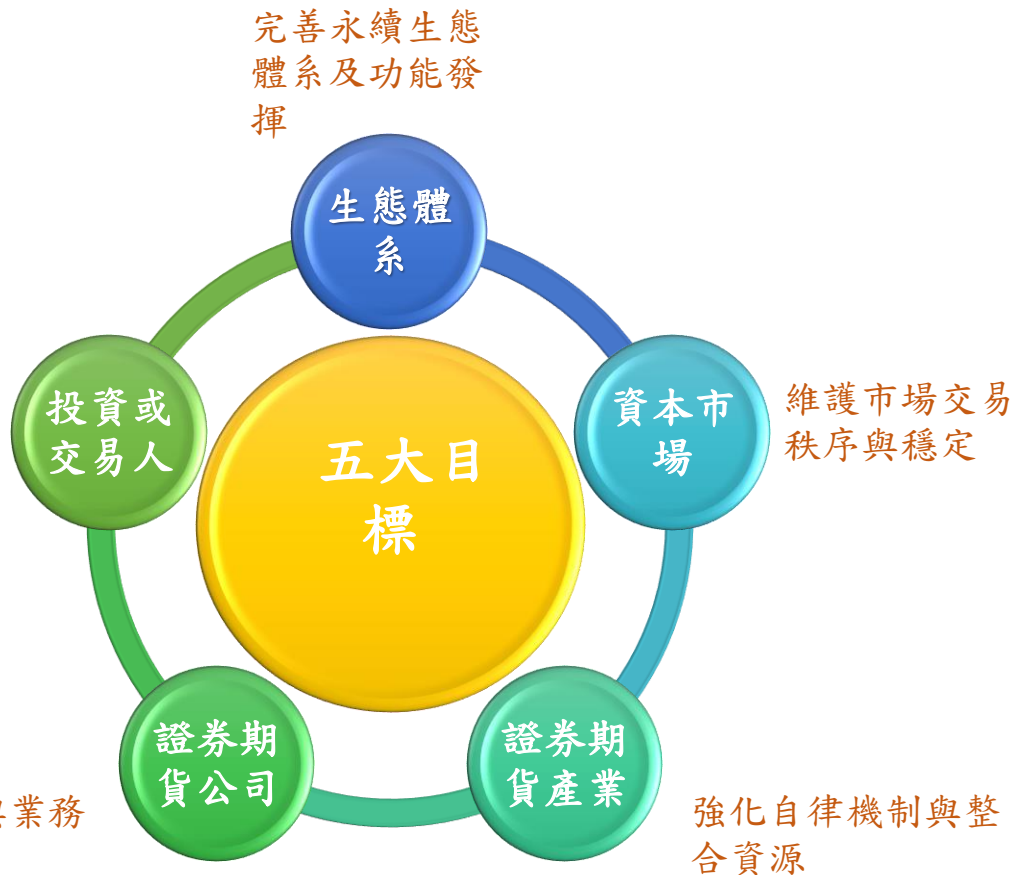 完善永續生態
體系及功能發
揮
生態體
系
投資或
交易人
資本市
場
維護市場交易
秩序與穩定
五大目
標
證券期
貨公司
證券期
貨產業
業務
強化自律機制與整
合資源